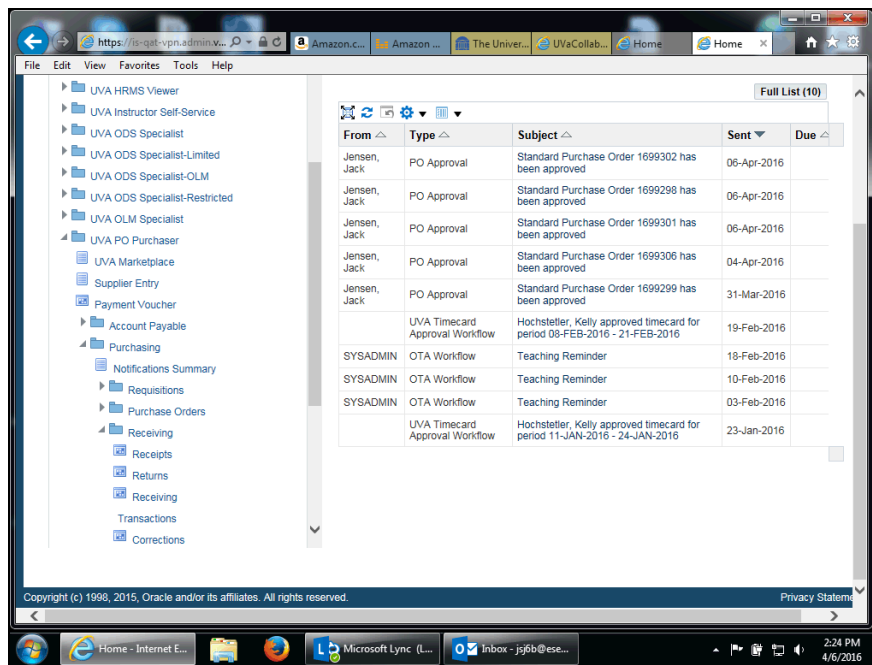 https://is-qat-vpn.admin.v...
Amazon.c...
Amazon ...
The Univer...
UVaCollab...
Home
Home
File Edit View Favorites Tools Help
UVA HRMS Viewer
UVA Instructor Self-Service
UVA ODS Specialist
UVA ODS Specialist-Limited
UVA ODS Specialist-OLM
UVA ODS Specialist-Restricted
UVA OLM Specialist
UVA PO Purchaser
UVA Marketplace
Supplier Entry
Payment Voucher
Account Payable
Purchasing
Notifications Summary
Requisitions
Purchase Orders
Receiving
Receipts
Returns
Receiving
Transactions
Corrections
Full List (10)
From Type Subject Sent Due
Jensen,
Jack PO Approval Standard Purchase Order 1699302 has
been approved 06-Apr-2016
Jensen,
Jack PO Approval Standard Purchase Order 1699298 has
been approved 06-Apr-2016
Jensen,
Jack PO Approval Standard Purchase Order 1699301 has
been approved 06-Apr-2016
Jensen,
Jack PO Approval Standard Purchase Order 1699306 has
been approved 04-Apr-2016
Jensen,
Jack PO Approval Standard Purchase Order 1699299 has
been approved 31-Mar-2016
UVA Timecard
Approval Workflow Hochstetler, Kelly approved timecard for
period 08-FEB-2016 - 21-FEB-2016 19-Feb-2016
SYSADMIN OTA Workflow Teaching Reminder 18-Feb-2016
SYSADMIN OTA Workflow Teaching Reminder 10-Feb-2016
SYSADMIN OTA Workflow Teaching Reminder 03-Feb-2016
UVA Timecard
Approval Workflow Hochstetler, Kelly approved timecard for
period 11-JAN-2016 - 24-JAN-2016 23-Jan-2016
Copyright (c) 1998, 2015, Oracle and/or its affiliates. All rights reserved.
Privacy Stateme
Home - Internet E...
Microsoft Lync (L...
Inbox - jsj6b@ese...
2:24 PM
4/6/2016